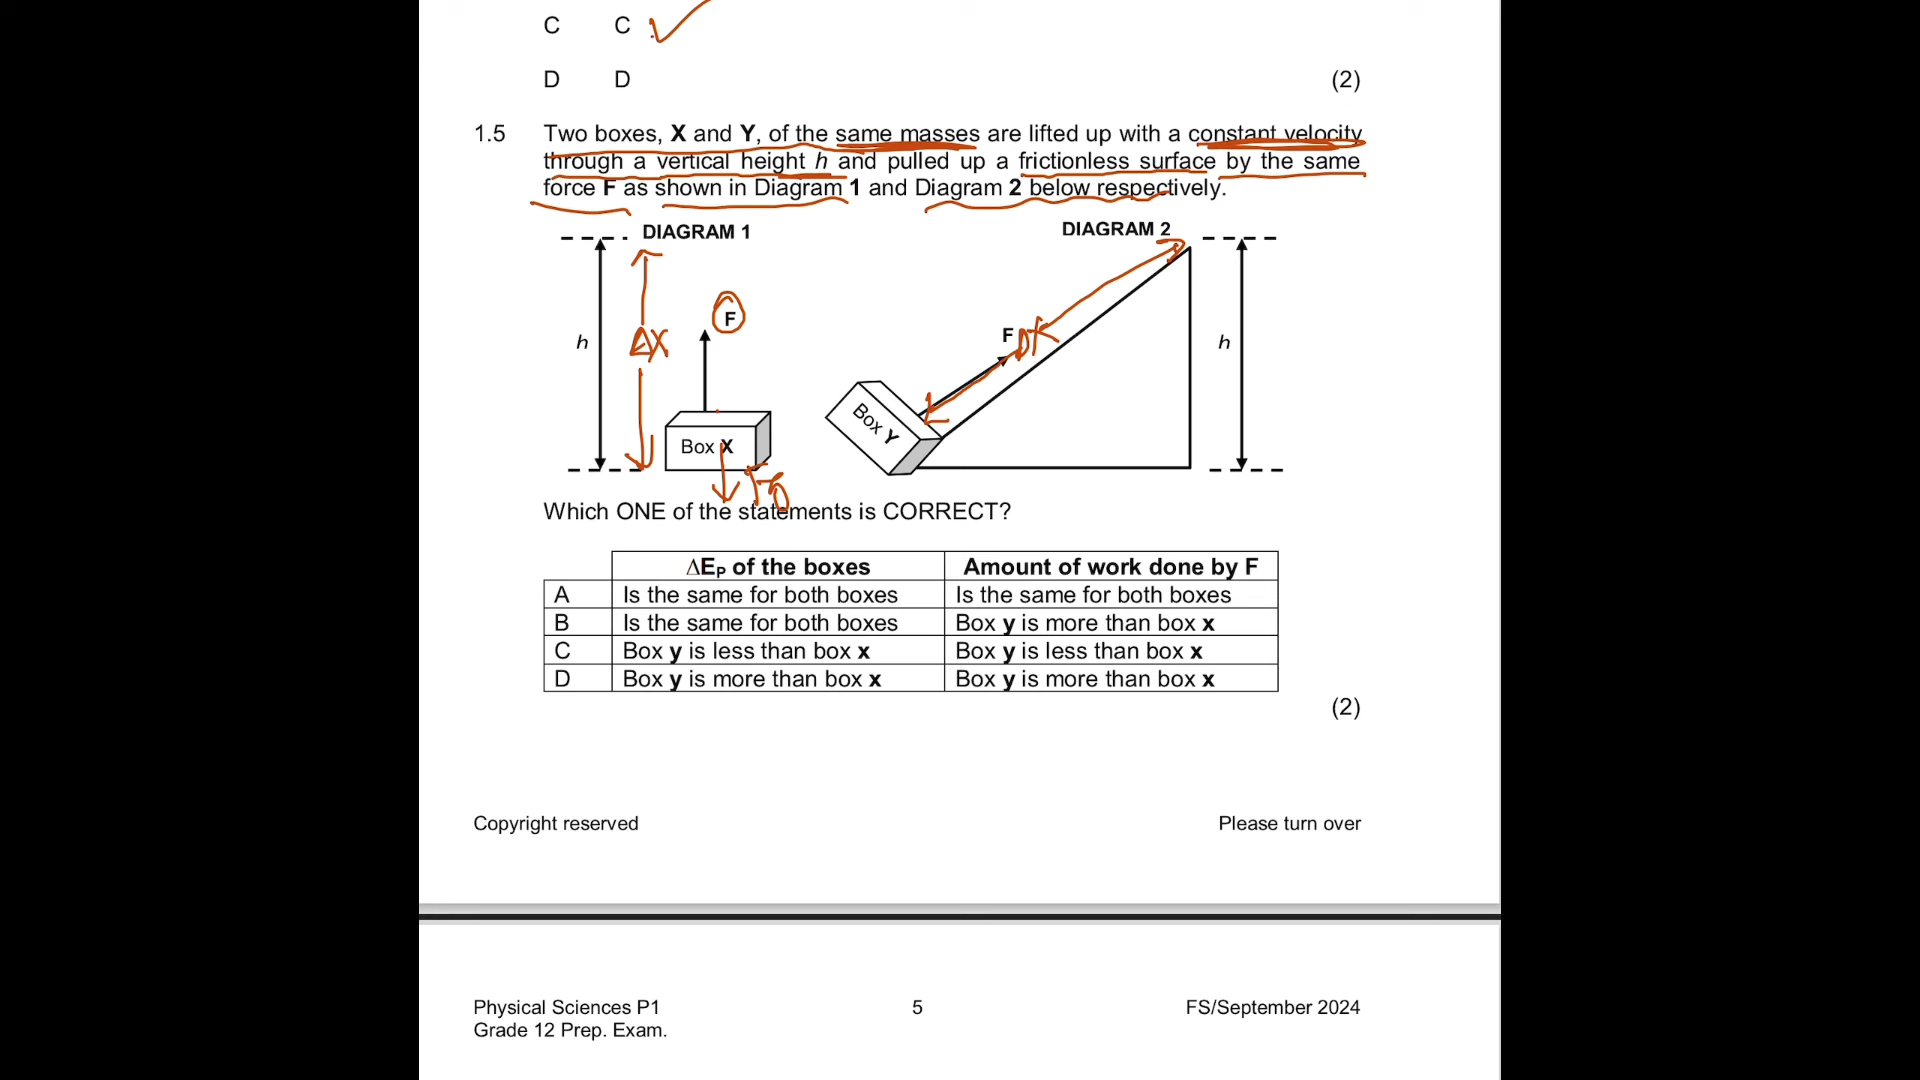 C C
D D (2)
1.5 Two boxes, X and Y, of the same masses are lifted up with a constant velocity
through a vertical height h and pulled up a frictionless surface by the same
force F as shown in Diagram 1 and Diagram 2 below respectively.
DIAGRAM 1 DIAGRAM 2
F
h ΔX F Δx h
Box X Box Y
Fg
Which ONE of the statements is CORRECT?
ΔEP of the boxes Amount of work done by F
A Is the same for both boxes Is the same for both boxes
B Is the same for both boxes Box y is more than box x
C Box y is less than box x Box y is less than box x
D Box y is more than box x Box y is more than box x
(2)
Copyright reserved Please turn over
Physical Sciences P1 5 FS/September 2024
Grade 12 Prep. Exam.